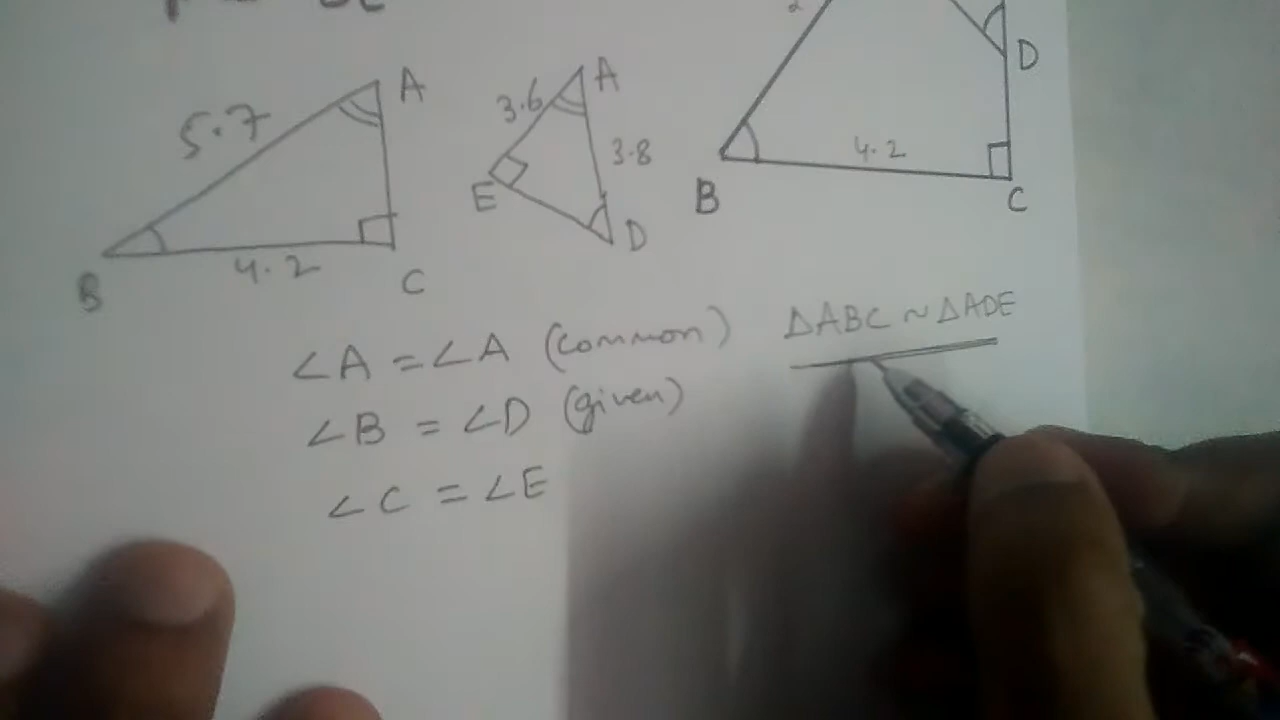 A
5.7
B
4.2
C
A
3.6
3.8
E
D
D
4.2
B
C
∠A = ∠A (common)
∠B = ∠D (given)
∠C = ∠E
ΔABC ~ ΔADE